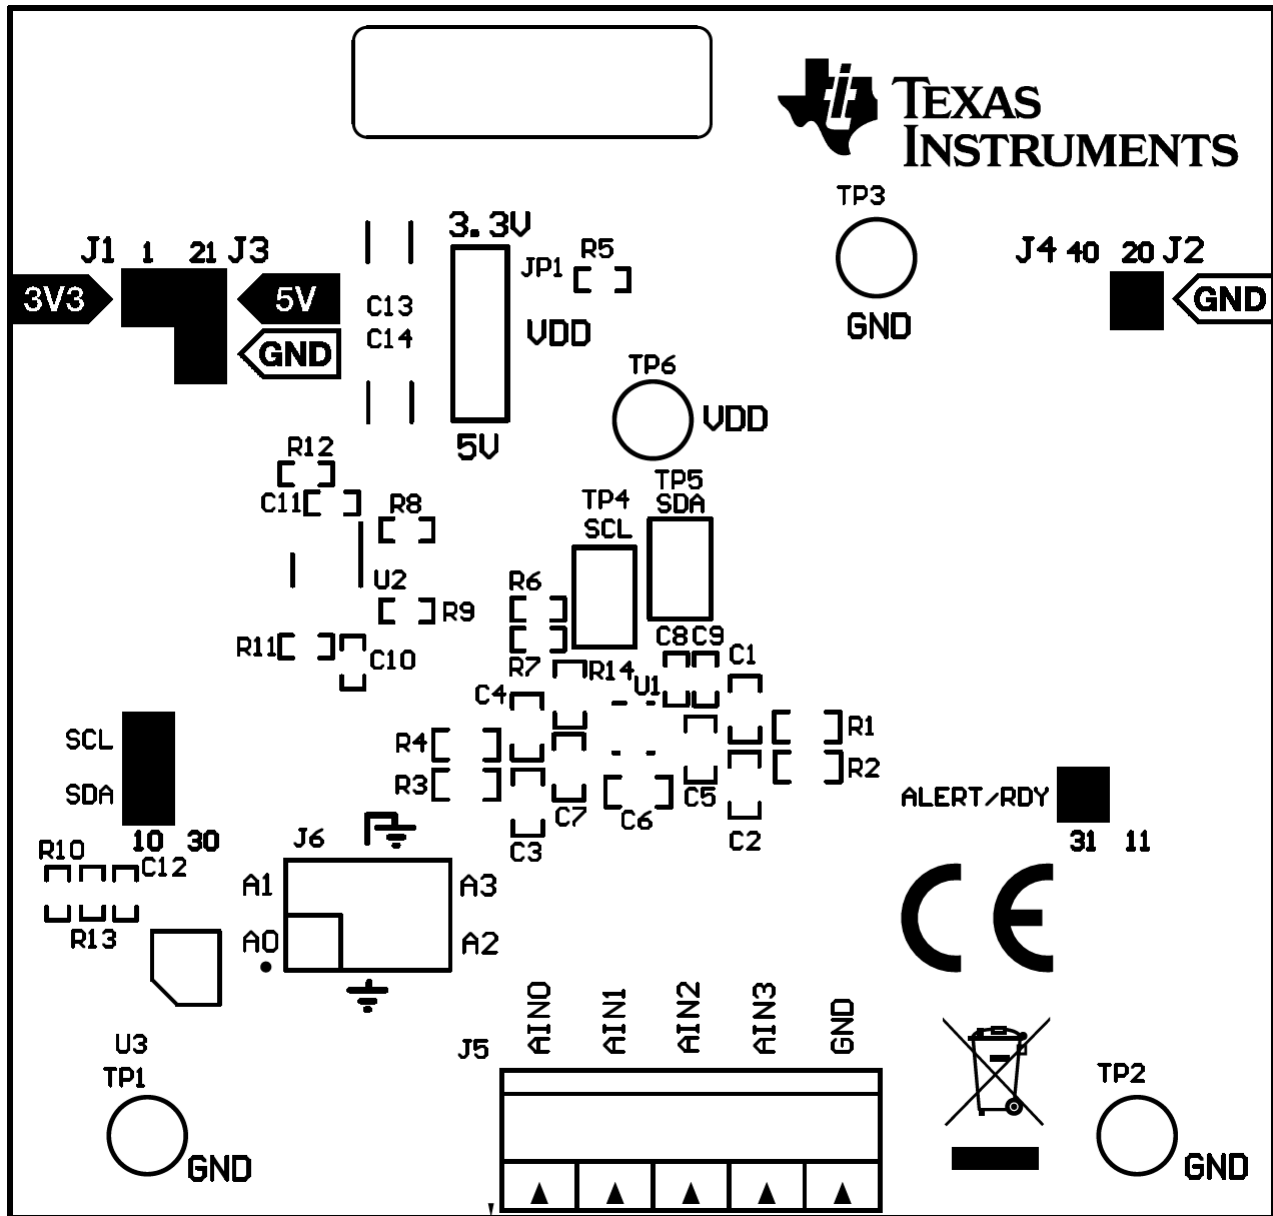 TEXAS
INSTRUMENTS
TP3
3.3V
J1 1 21 J3
JP1
R5
J4 40 20 J2
3V3
5V
GND
C13
GND
VDD
GND
C14
TP6
VDD
5V
R12
TP5
C11
R8
TP4
SDA
SCL
U2
R6
R9
R11
C10
R7
R14
C8
C9
C1
C4
U1
SCL
R4
R1
R3
R2
SDA
C7
C6
C5
ALERT/RDY
10 30
J6
C3
C2
31 11
R10
C12
A1
A3
CE
R13
A0
A2
AIN0
AIN1
AIN2
AIN3
GND
U3
J5
TP1
TP2
GND
GND